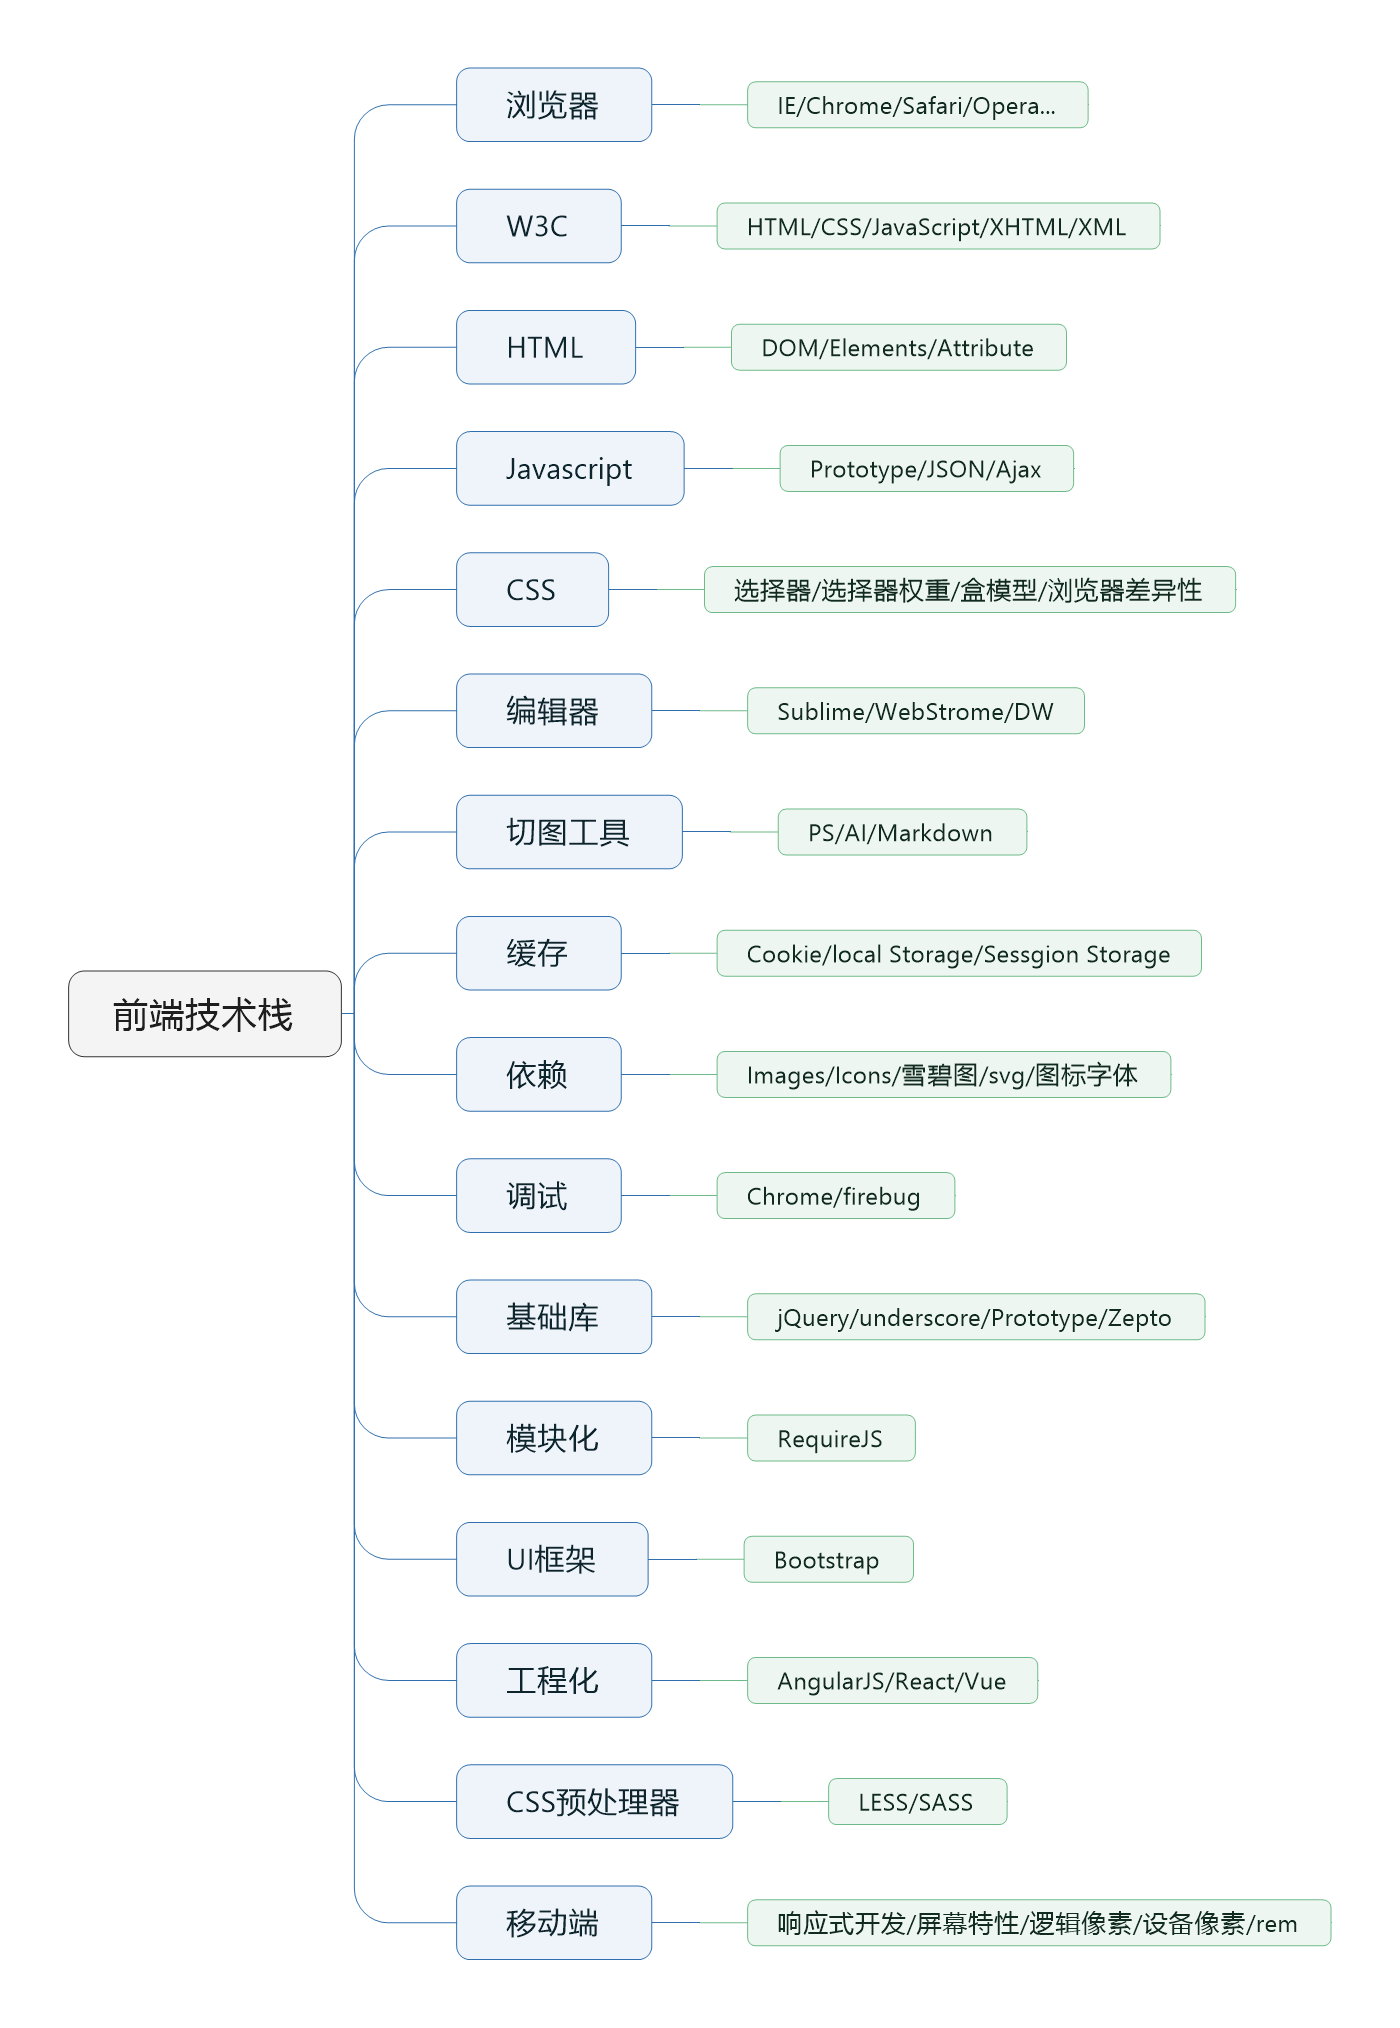 前端技术栈
浏览器
IE/Chrome/Safari/Opera...
W3C
HTML/CSS/JavaScript/XHTML/XML
HTML
DOM/Elements/Attribute
Javascript
Prototype/JSON/Ajax
CSS
选择器/选择器权重/盒模型/浏览器差异性
编辑器
Sublime/WebStrome/DW
切图工具
PS/AI/Markdown
缓存
Cookie/local Storage/Sessgion Storage
依赖
Images/Icons/雪碧图/svg/图标字体
调试
Chrome/firebug
基础库
jQuery/underscore/Prototype/Zepto
模块化
RequireJS
UI框架
Bootstrap
工程化
AngularJS/React/Vue
CSS预处理器
LESS/SASS
移动端
响应式开发/屏幕特性/逻辑像素/设备像素/rem